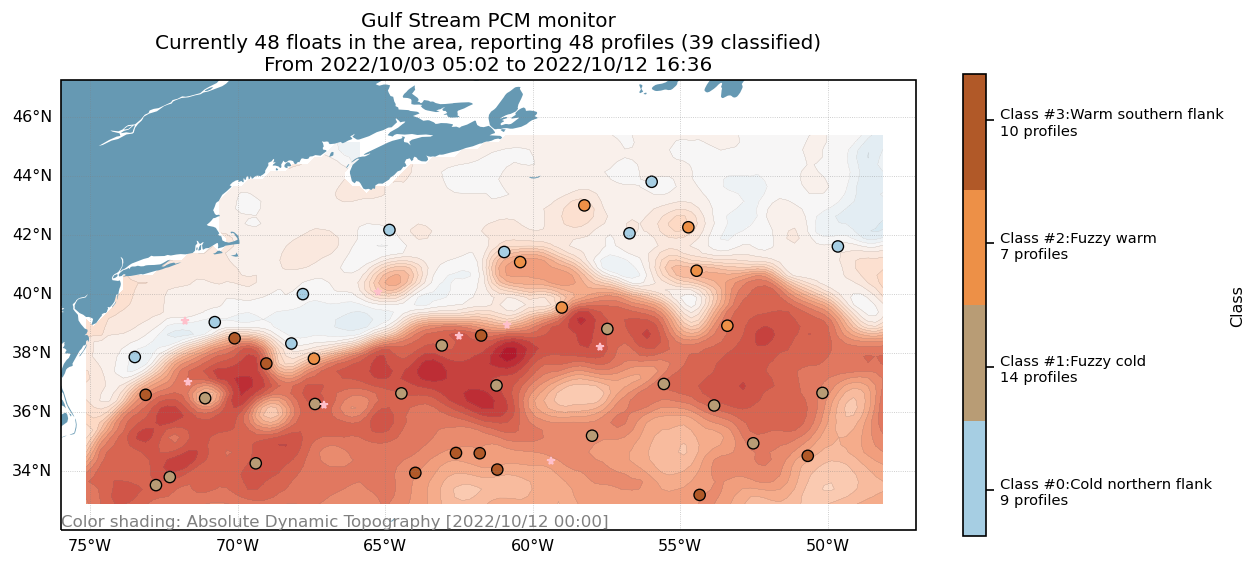 Gulf Stream PCM monitor
Currently 48 floats in the area, reporting 48 profiles (39 classified)
From 2022/10/03 05:02 to 2022/10/12 16:36
46°N
44°N
42°N
40°N
38°N
36°N
34°N
Color shading: Absolute Dynamic Topography [2022/10/12 00:00]
75°W
70°W
65°W
60°W
55°W
50°W
Class #3:Warm southern flank
10 profiles
Class #2:Fuzzy warm
7 profiles
Class #1:Fuzzy cold
14 profiles
Class #0:Cold northern flank
9 profiles
Class